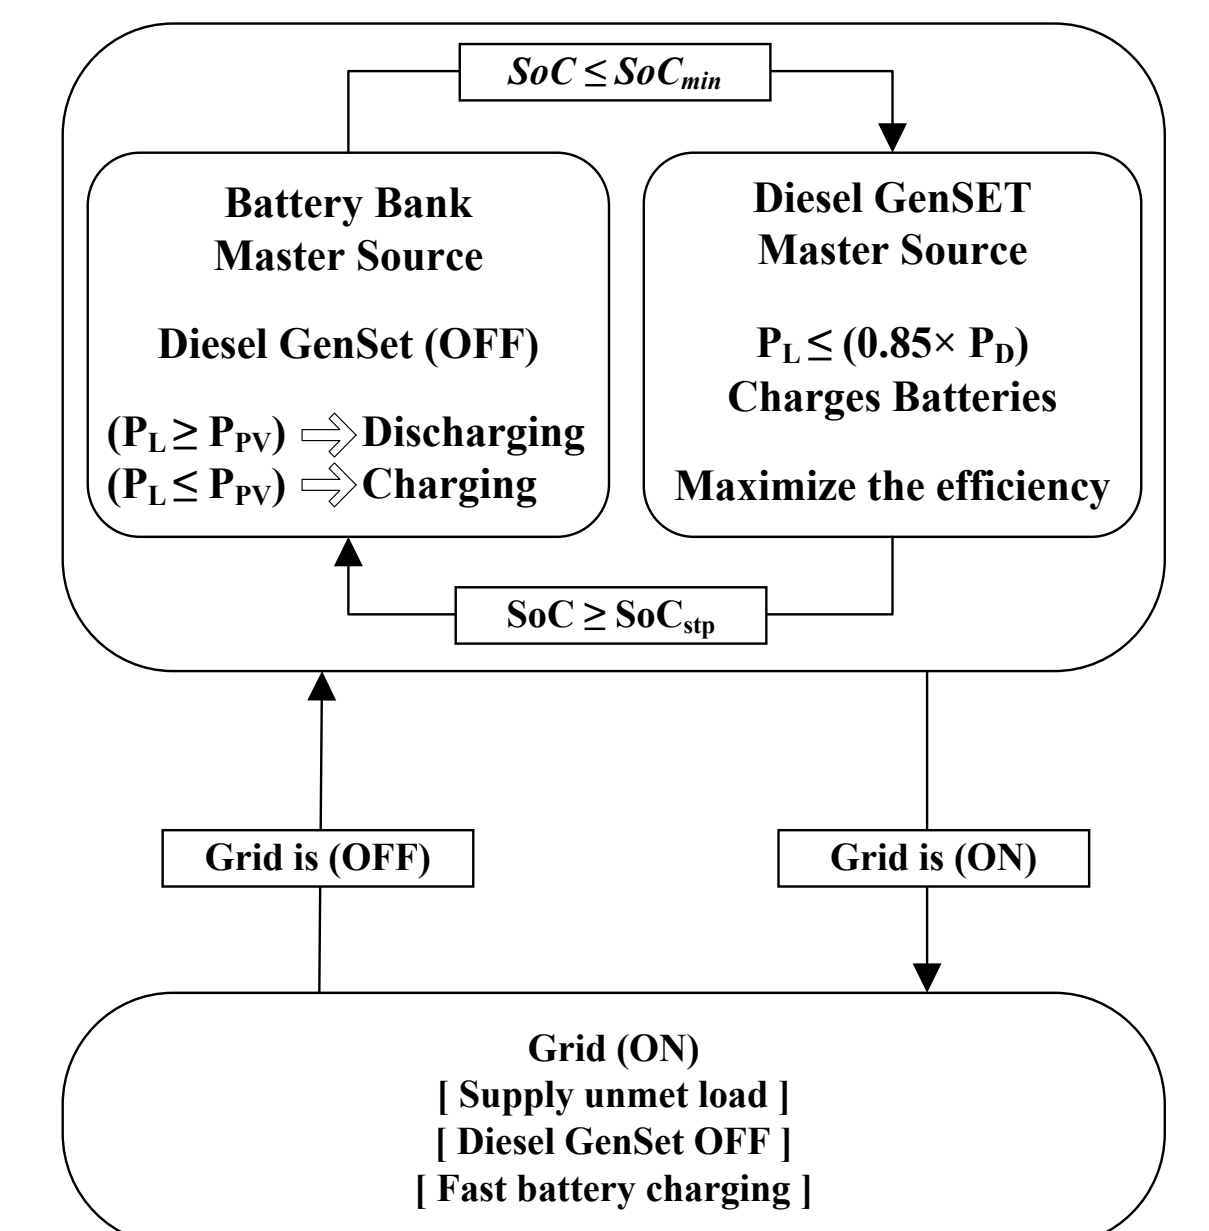 SoC ≤ SoCmin
Battery Bank
Master Source
Diesel GenSet (OFF)
(PL ≥ PPV) ⇨ Discharging
(PL ≤ PPV) ⇨ Charging
Diesel GenSET
Master Source
PL ≤ (0.85× PD)
Charges Batteries
Maximize the efficiency
SoC ≥ SoCstp
Grid is (OFF)
Grid is (ON)
Grid (ON)
[ Supply unmet load ]
[ Diesel GenSet OFF ]
[ Fast battery charging ]